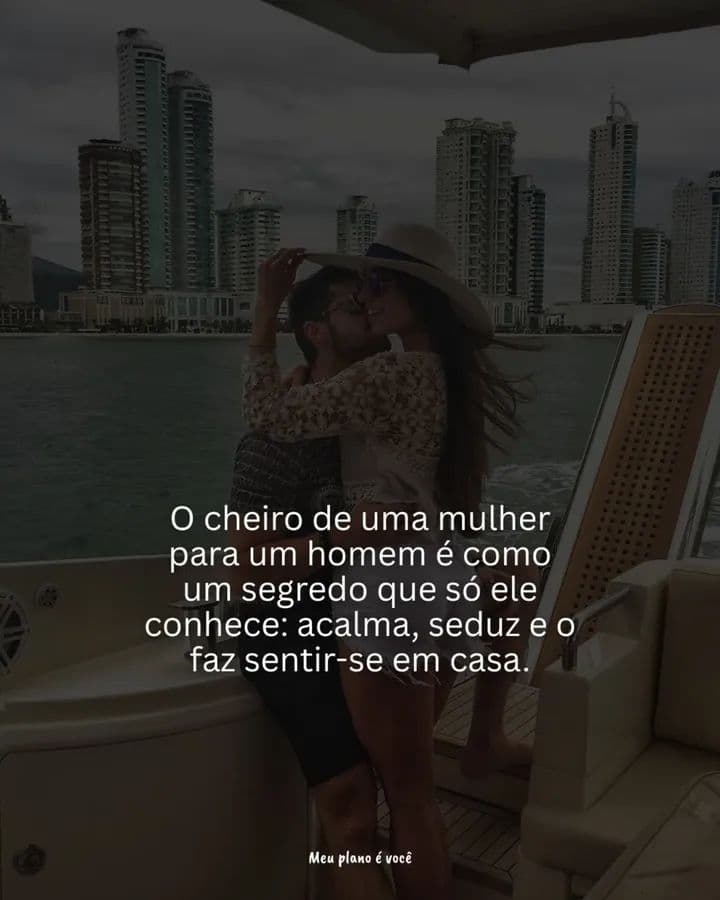 O cheiro de uma mulher
para um homem é como
um segredo que só ele
conhece: acalma, seduz e o
faz sentir-se em casa.
Meu plano é você